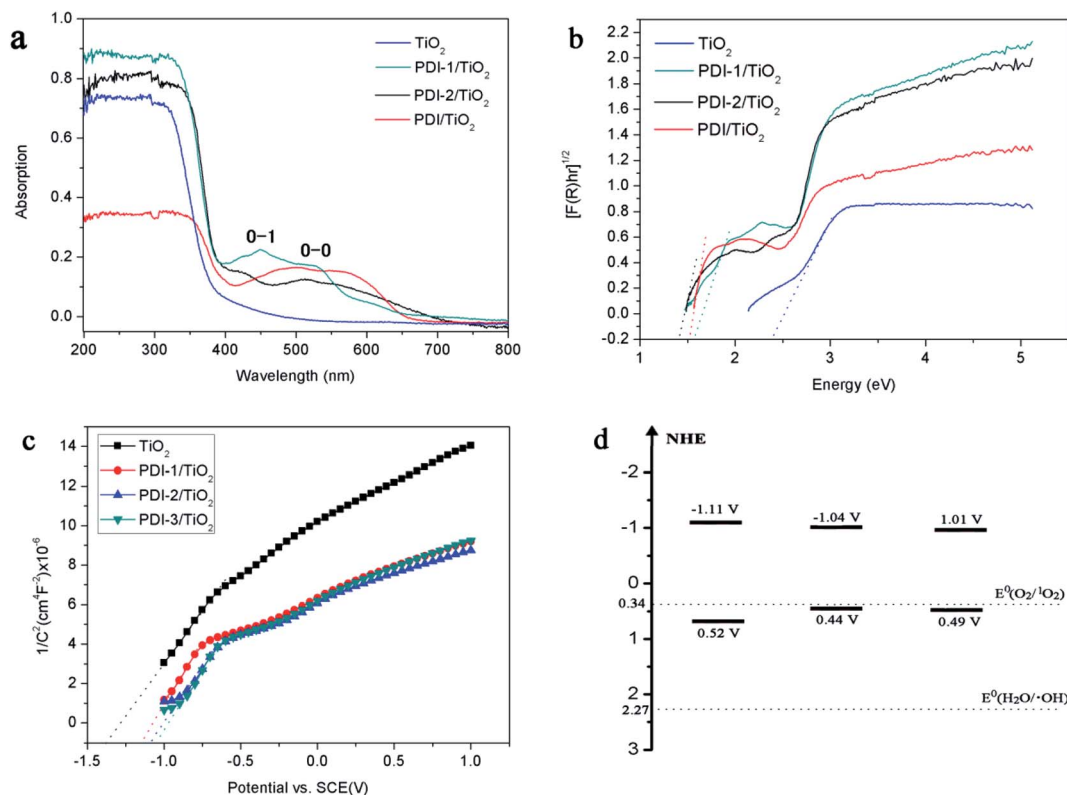 a
1.0
0.8
0.6
0.4
0.2
0.0
200 300 400 500 600 700 800
Absorption
Wavelength (nm)
TiO₂
PDI-1/TiO₂
PDI-2/TiO₂
PDI/TiO₂
0-1
0-0
b
2.2
2.0
1.8
1.6
1.4
1.2
1.0
0.8
0.6
0.4
0.2
0.0
-0.2
1 2 3 4 5
[F(R)hr]^1/2
Energy (eV)
TiO₂
PDI-1/TiO₂
PDI-2/TiO₂
PDI/TiO₂
c
14
12
10
8
6
4
2
0
-1.5 -1.0 -0.5 0.0 0.5 1.0
1/C²(cm⁴F⁻²)x10⁻⁶
Potential vs. SCE(V)
TiO₂
PDI-1/TiO₂
PDI-2/TiO₂
PDI-3/TiO₂
d
NHE
-2
-1
0
0.34
1
2
2.27
3
-1.11 V
-1.04 V
1.01 V
E⁰(O₂/¹O₂)
0.52 V
0.44 V
0.49 V
E⁰(H₂O/·OH)